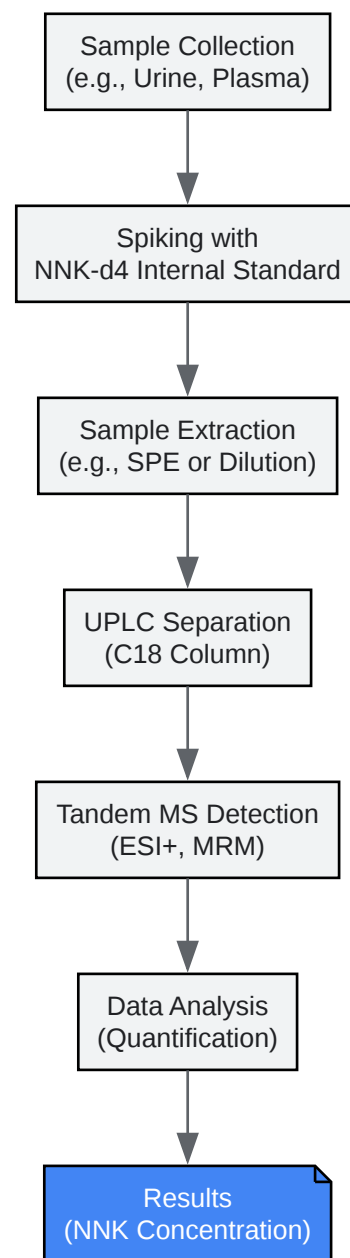 Sample Collection
(e.g., Urine, Plasma)
Spiking with
NNK-d4 Internal Standard
Sample Extraction
(e.g., SPE or Dilution)
UPLC Separation
(C18 Column)
Tandem MS Detection
(ESI+, MRM)
Data Analysis
(Quantification)
Results
(NNK Concentration)